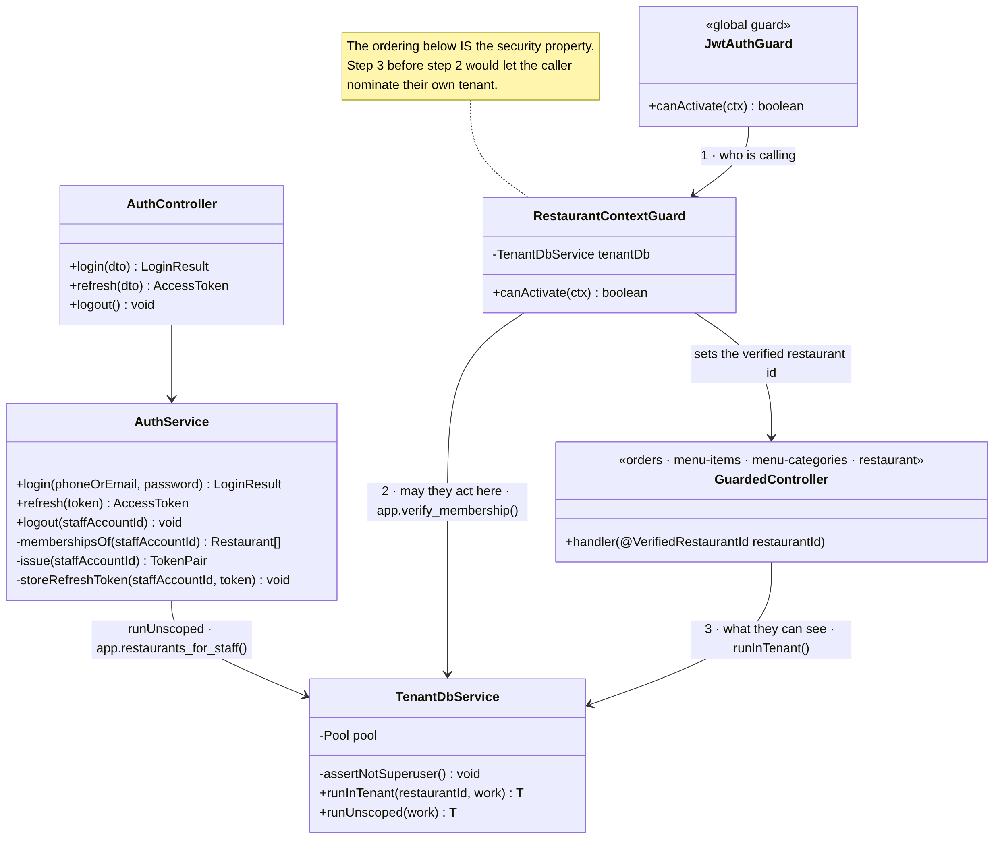 «global guard»
JwtAuthGuard
+canActivate(ctx) : boolean
The ordering below IS the security property.
Step 3 before step 2 would let the caller
nominate their own tenant.
1 · who is calling
AuthController
+login(dto) : LoginResult
+refresh(dto) : AccessToken
+logout() : void
RestaurantContextGuard
-TenantDbService tenantDb
+canActivate(ctx) : boolean
sets the verified restaurant
id
AuthService
+login(phoneOrEmail, password) : LoginResult
+refresh(token) : AccessToken
+logout(staffAccountId) : void
-membershipsOf(staffAccountId) : Restaurant[]
-issue(staffAccountId) : TokenPair
-storeRefreshToken(staffAccountId, token) : void
2 · may they act here ·
app.verify_membership()
«orders · menu-items · menu-categories · restaurant»
GuardedController
+handler(@VerifiedRestaurantId restaurantId)
runUnscoped ·
app.restaurants_for_staff()
3 · what they can see ·
runInTenant()
TenantDbService
-Pool pool
-assertNotSuperuser() : void
+runInTenant(restaurantId, work) : T
+runUnscoped(work) : T